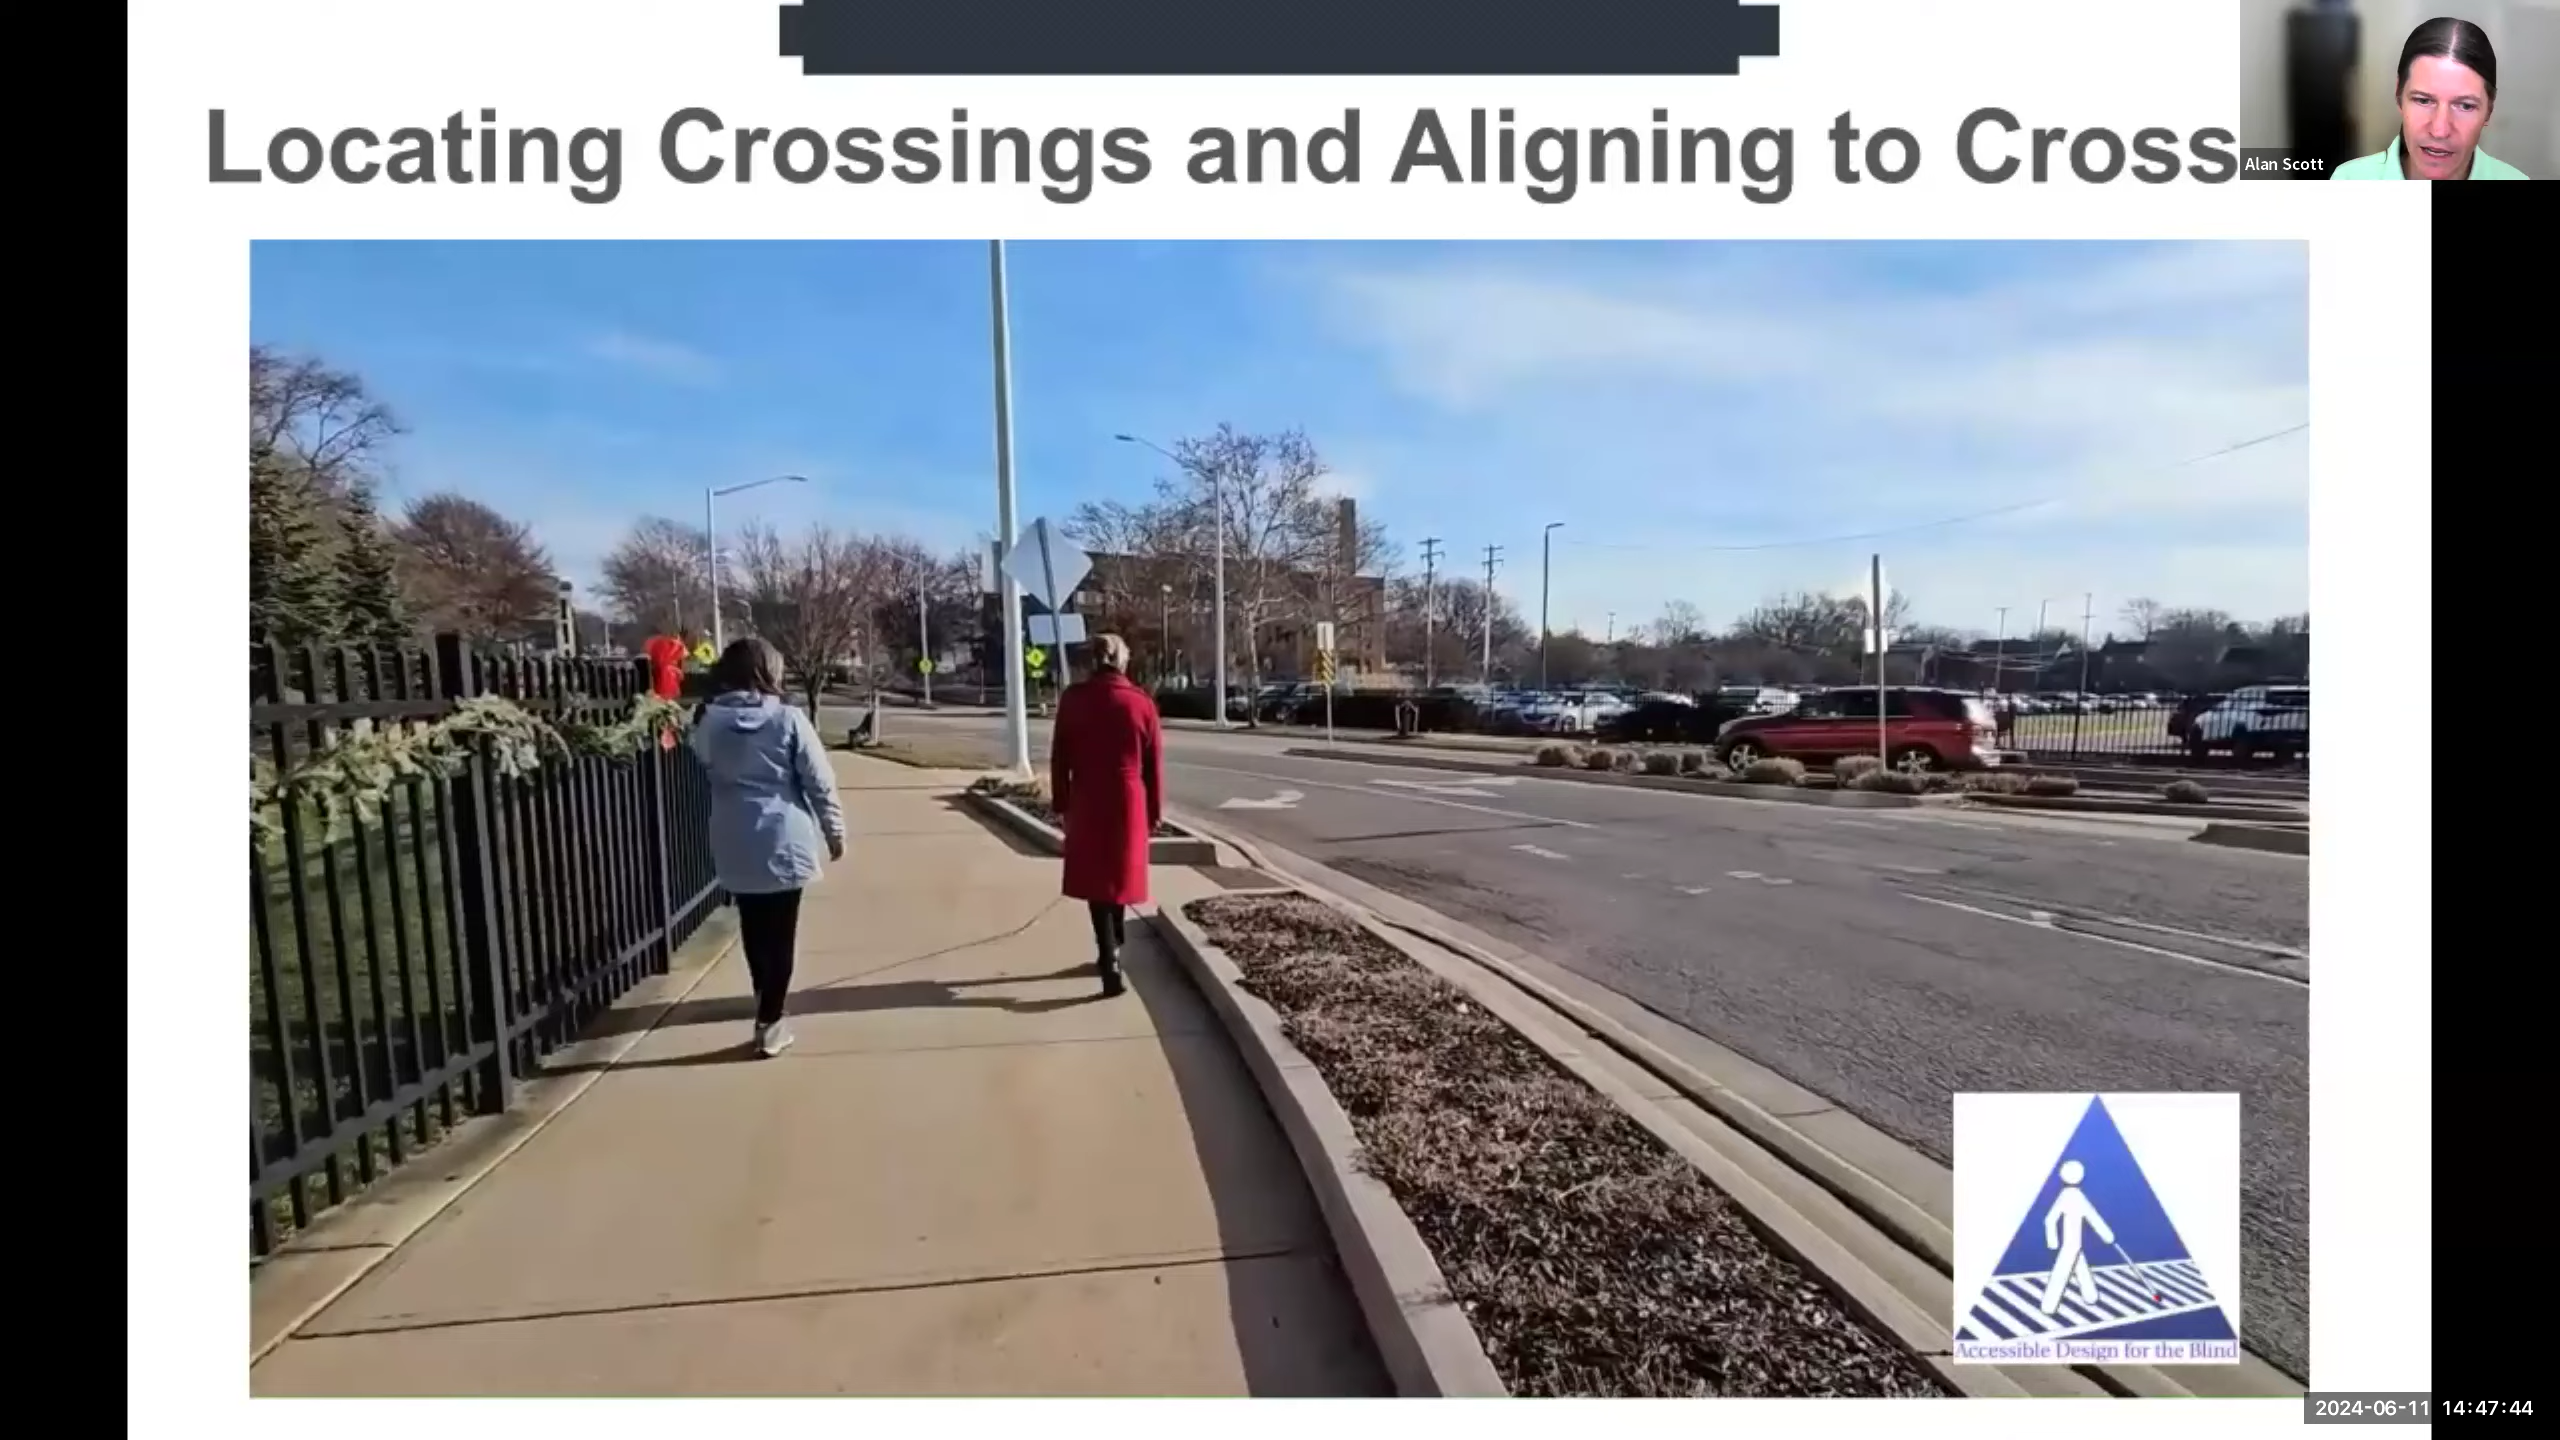 Locating Crossings and Aligning to Cross
Alan Scott
Accessible Design for the Blind
2024-06-11 14:47:44